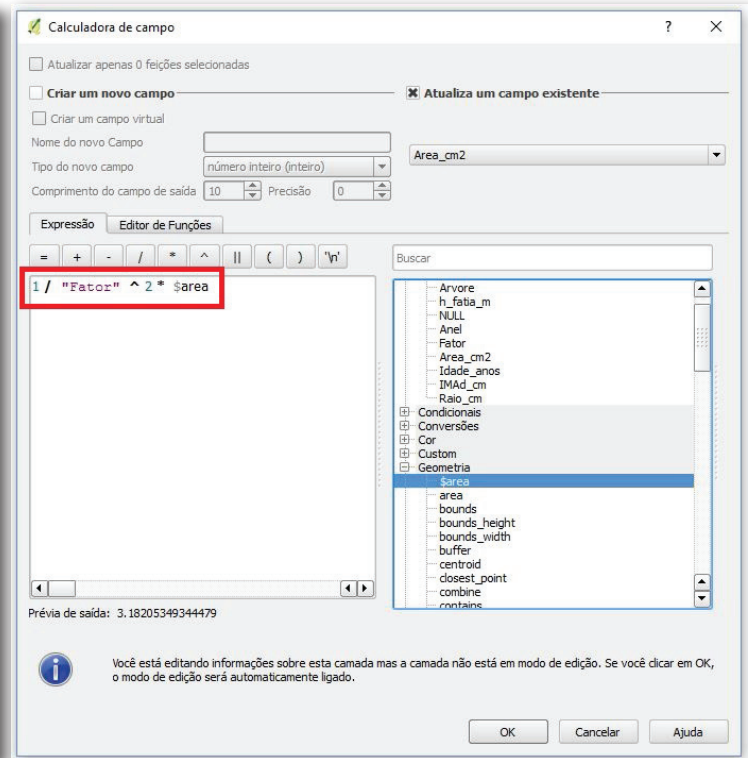 Calculadora de campo ? X
Atualizar apenas 0 feições selecionadas
Criar um novo campo
Atualiza um campo existente
Criar um campo virtual
Nome do novo Campo
Area_cm2
Tipo do novo campo número inteiro (inteiro)
Comprimento do campo de saída 10 Precisão 0
Expressão Editor de Funções
= + - / * ^ || ( ) '\n'
Buscar
1 / "Fator" ^ 2 * $area
Arvore
h_fatia_m
NULL
Anel
Fator
Area_cm2
Idade_anos
IMAd_cm
Raio_cm
Condicionais
Conversões
Cor
Custom
Geometria
$area
area
bounds
bounds_height
bounds_width
buffer
centroid
closest_point
combine
contains
Prévia de saída: 3.18205349344479
Você está editando informações sobre esta camada mas a camada não está em modo de edição. Se você clicar em OK,
o modo de edição será automaticamente ligado.
OK Cancelar Ajuda